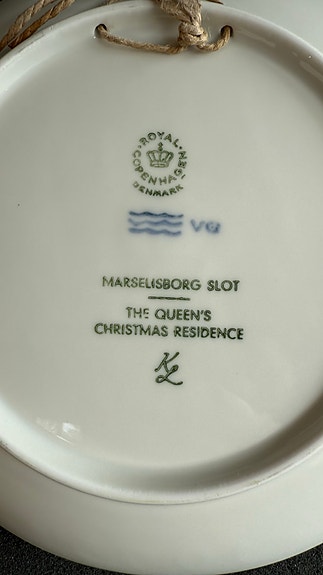 ROYAL
COPENHAGEN
DENMARK
VG
MARSELISBORG SLOT
THE QUEEN'S
CHRISTMAS RESIDENCE
KL